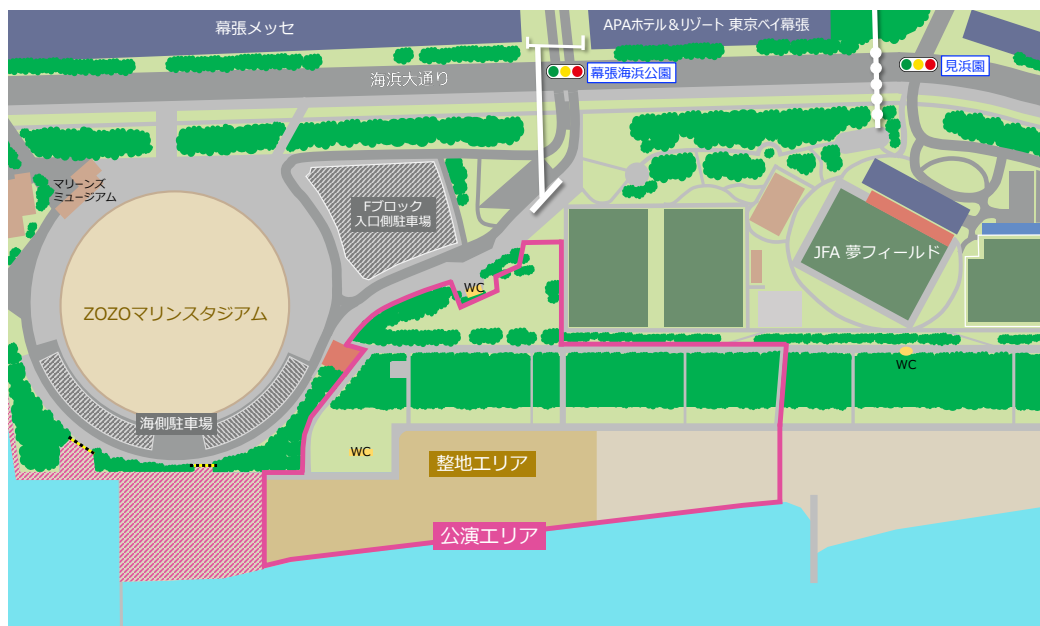 幕張メッセ
APAホテル&リゾート 東京ベイ幕張
海浜大通り
幕張海浜公園
見浜園
マリーンズ
ミュージアム
Fブロック
入口側駐車場
JFA 夢フィールド
WC
ZOZOマリンスタジアム
WC
海側駐車場
WC
整地エリア
公演エリア